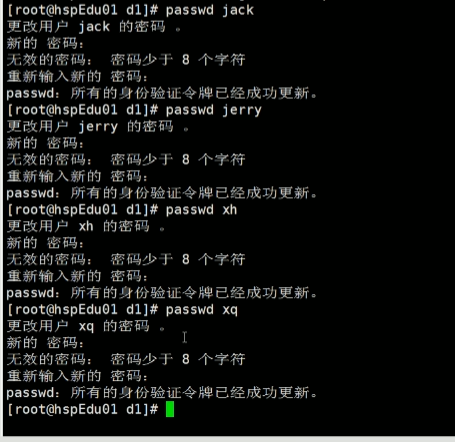 [root@hspEdu01 d1]# passwd jack
更改用户 jack 的密码 。
新的 密码：
无效的密码： 密码少于 8 个字符
重新输入新的 密码：
passwd：所有的身份验证令牌已经成功更新。
[root@hspEdu01 d1]# passwd jerry
更改用户 jerry 的密码 。
新的 密码：
无效的密码： 密码少于 8 个字符
重新输入新的 密码：
passwd：所有的身份验证令牌已经成功更新。
[root@hspEdu01 d1]# passwd xh
更改用户 xh 的密码 。
新的 密码：
无效的密码： 密码少于 8 个字符
重新输入新的 密码：
passwd：所有的身份验证令牌已经成功更新。
[root@hspEdu01 d1]# passwd xq
更改用户 xq 的密码 。
新的 密码：
无效的密码： 密码少于 8 个字符
重新输入新的 密码：
passwd：所有的身份验证令牌已经成功更新。
[root@hspEdu01 d1]#